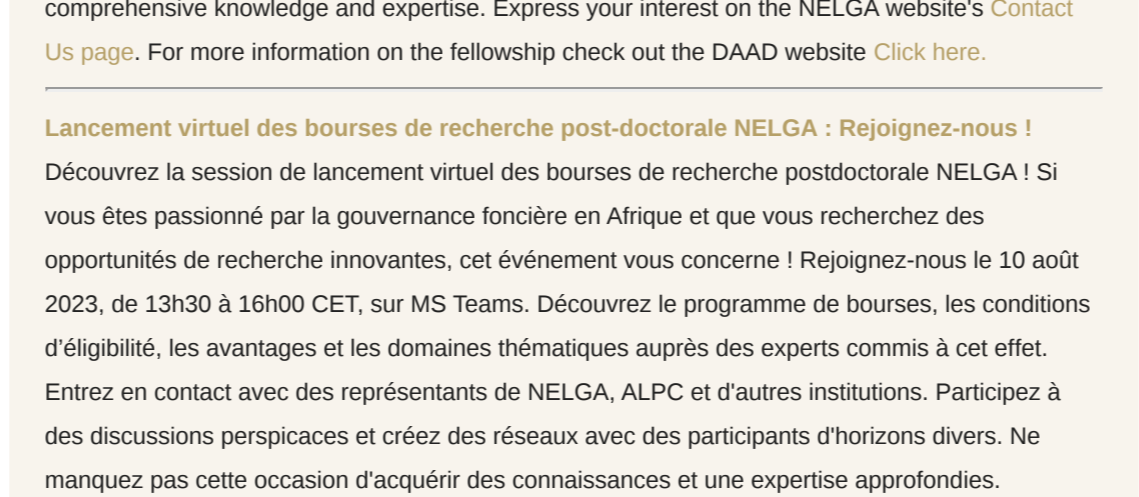 comprehensive knowledge and expertise. Express your interest on the NELGA website's Contact
Us page. For more information on the fellowship check out the DAAD website Click here.
Lancement virtuel des bourses de recherche post-doctorale NELGA : Rejoignez-nous !
Découvrez la session de lancement virtuel des bourses de recherche postdoctorale NELGA ! Si
vous êtes passionné par la gouvernance foncière en Afrique et que vous recherchez des
opportunités de recherche innovantes, cet événement vous concerne ! Rejoignez-nous le 10 août
2023, de 13h30 à 16h00 CET, sur MS Teams. Découvrez le programme de bourses, les conditions
d’éligibilité, les avantages et les domaines thématiques auprès des experts commis à cet effet.
Entrez en contact avec des représentants de NELGA, ALPC et d'autres institutions. Participez à
des discussions perspicaces et créez des réseaux avec des participants d'horizons divers. Ne
manquez pas cette occasion d'acquérir des connaissances et une expertise approfondies.